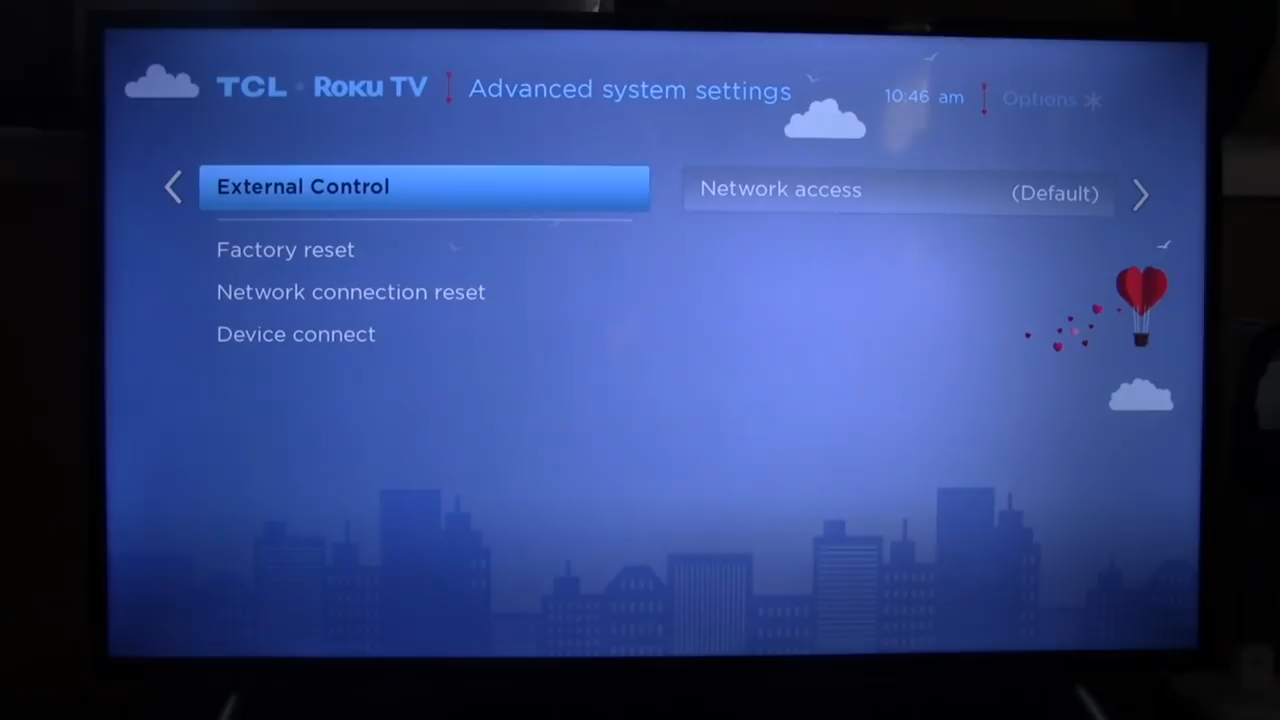 TCL Roku TV Advanced system settings 10:46 am Options
External Control
Network access (Default)
Factory reset
Network connection reset
Device connect